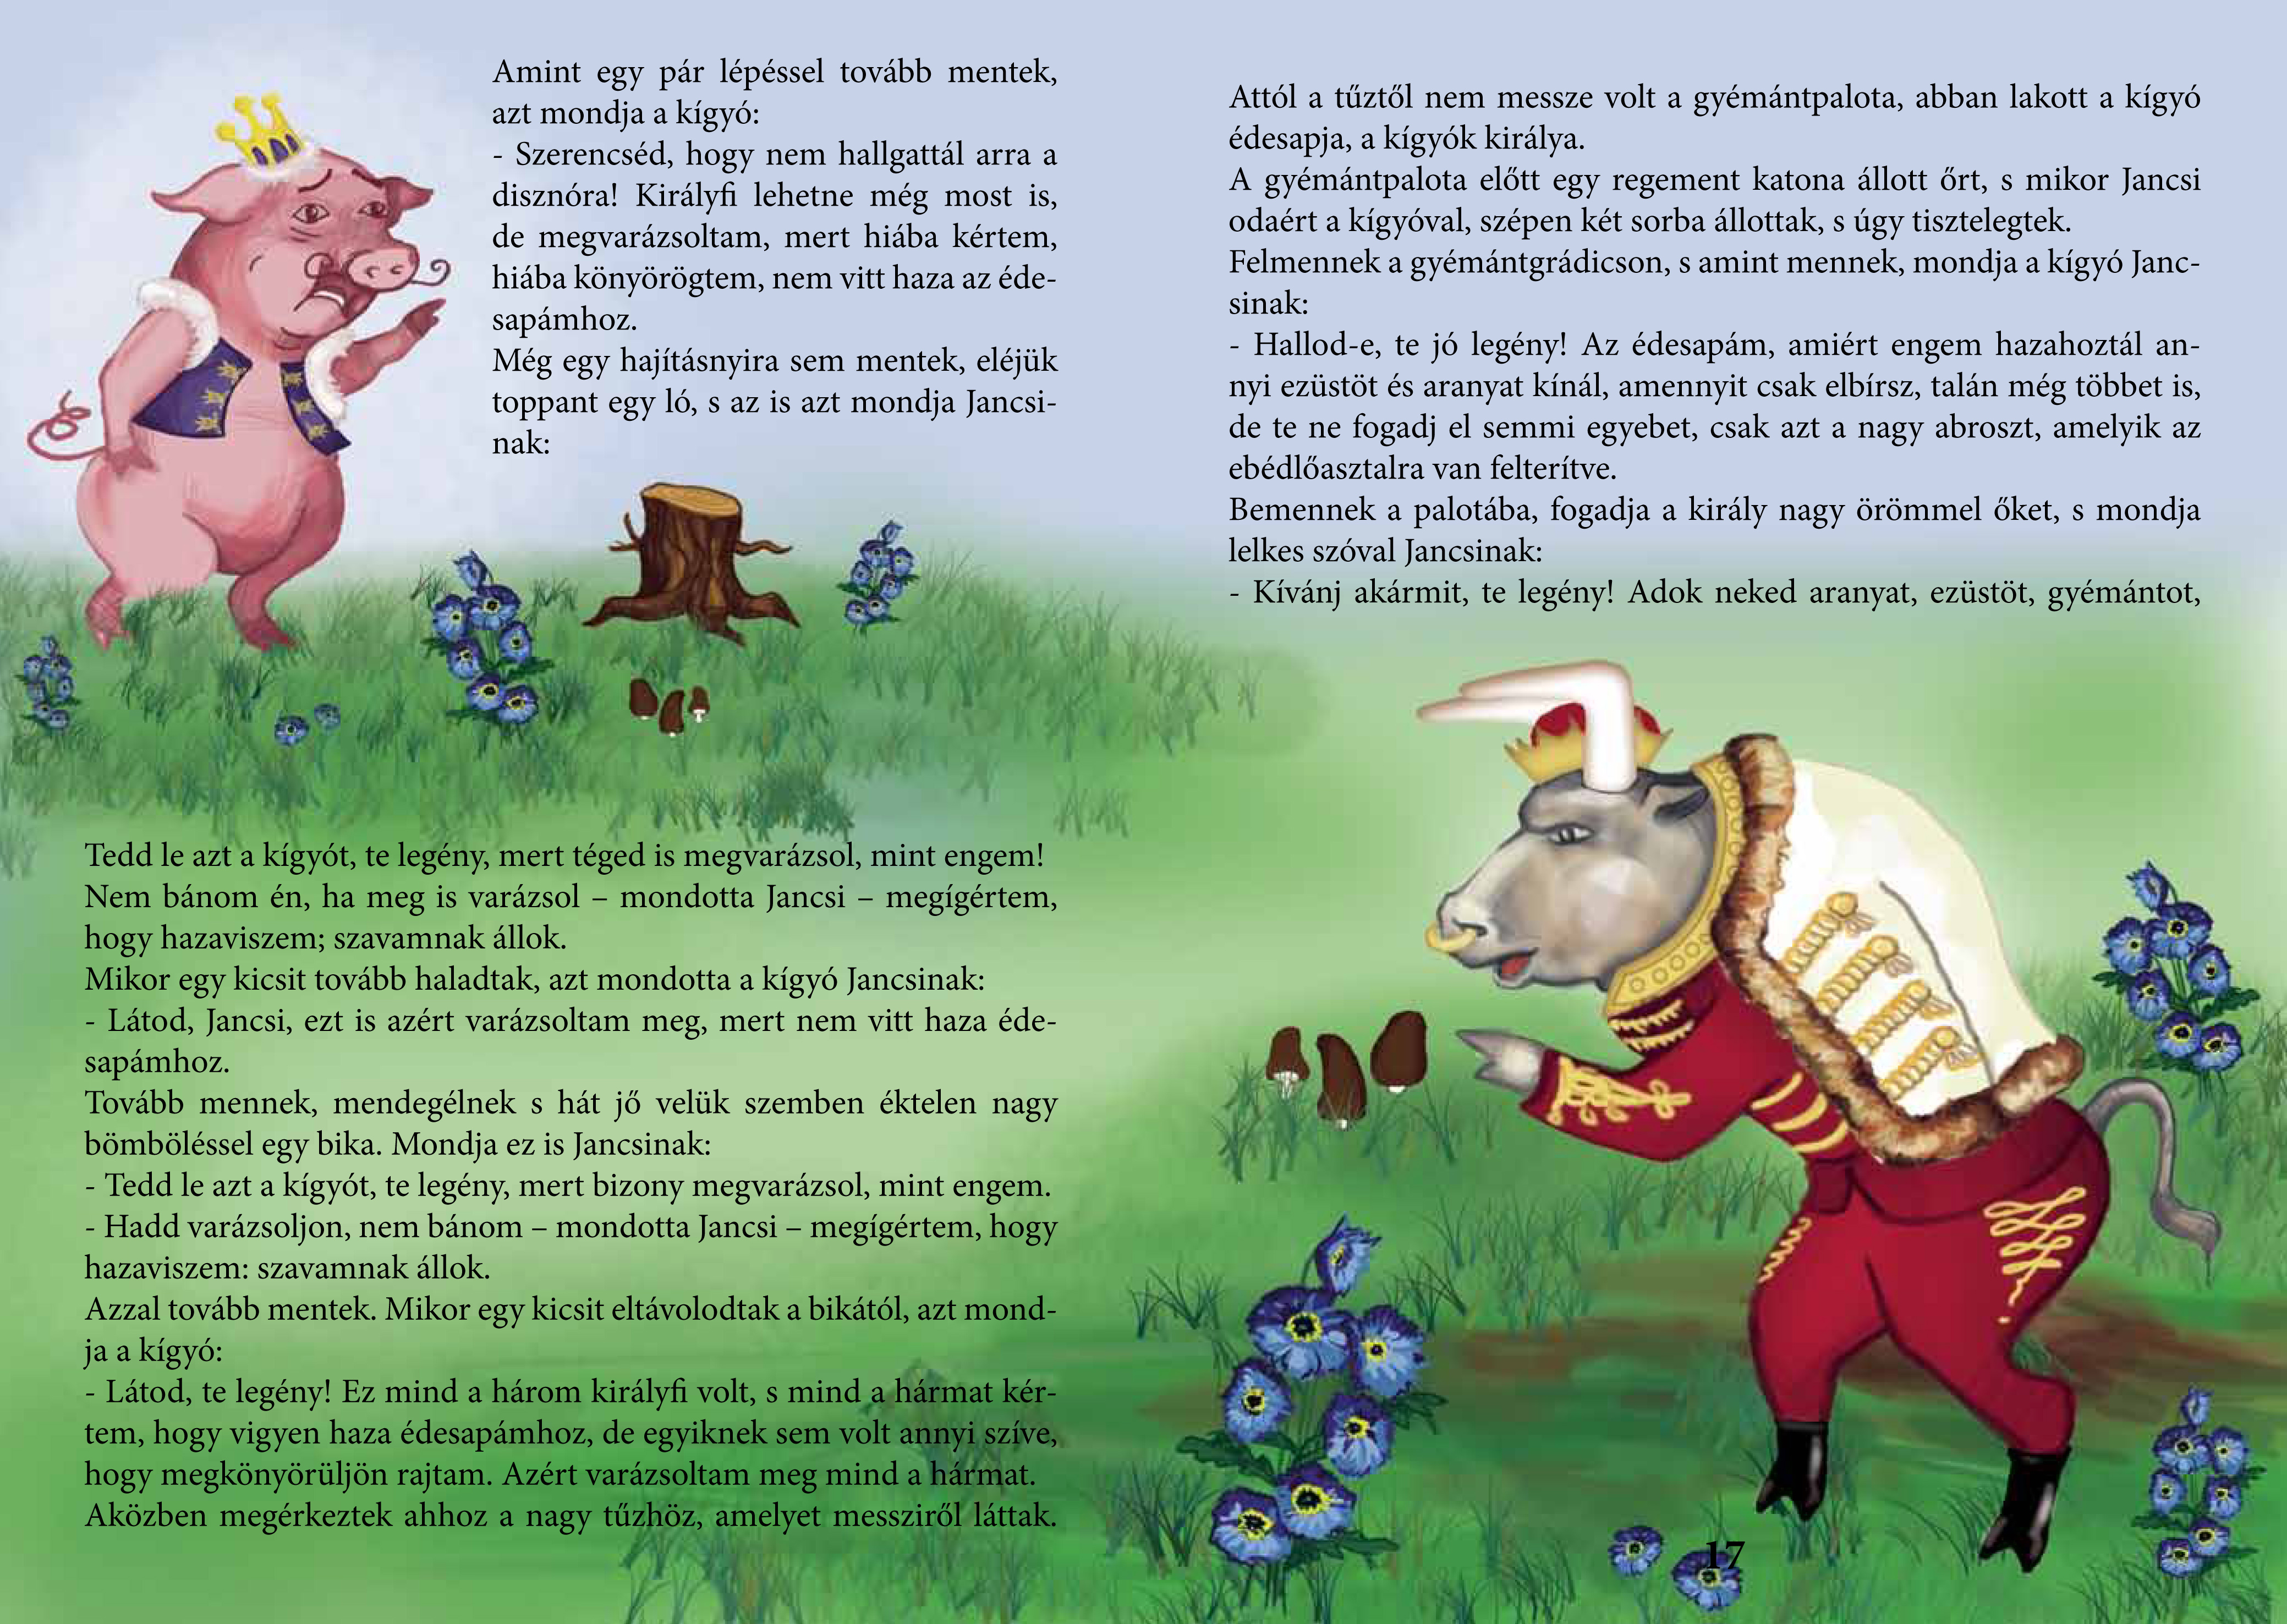 Amint egy pár lépéssel tovább mentek,
azt mondja a kígyó:
- Szerencséd, hogy nem hallgattál arra a
disznóra! Királyfi lehetne még most is,
de megvarázsoltam, mert hiába kértem,
hiába könyörögtem, nem vitt haza az éde-
sapámhoz.
Még egy hajításnyira sem mentek, eléjük
toppant egy ló, s az is azt mondja Jancsi-
nak:
Tedd le azt a kígyót, te legény, mert téged is megvarázsol, mint engem!
Nem bánom én, ha meg is varázsol – mondotta Jancsi – megígértem,
hogy hazaviszem; szavamnak állok.
Mikor egy kicsit tovább haladtak, azt mondotta a kígyó Jancsinak:
- Látod, Jancsi, ezt is azért varázsoltam meg, mert nem vitt haza éde-
sapámhoz.
Tovább mennek, mendegélnek s hát jő velük szemben éktelen nagy
bömböléssel egy bika. Mondja ez is Jancsinak:
- Tedd le azt a kígyót, te legény, mert bizony megvarázsol, mint engem.
- Hadd varázsoljon, nem bánom – mondotta Jancsi – megígértem, hogy
hazaviszem: szavamnak állok.
Azzal tovább mentek. Mikor egy kicsit eltávolodtak a bikától, azt mond-
ja a kígyó:
- Látod, te legény! Ez mind a három királyfi volt, s mind a hármat kér-
tem, hogy vigyen haza édesapámhoz, de egyiknek sem volt annyi szíve,
hogy megkönyörüljön rajtam. Azért varázsoltam meg mind a hármat.
Aközben megérkeztek ahhoz a nagy tűzhöz, amelyet messziről láttak.
Attól a tűztől nem messze volt a gyémántpalota, abban lakott a kígyó
édesapja, a kígyók királya.
A gyémántpalota előtt egy regement katona állott őrt, s mikor Jancsi
odaért a kígyóval, szépen két sorba állottak, s úgy tisztelegtek.
Felmennek a gyémántgrádicson, s amint mennek, mondja a kígyó Janc-
sinak:
- Hallod-e, te jó legény! Az édesapám, amiért engem hazahoztál an-
nyi ezüstöt és aranyat kínál, amennyit csak elbírsz, talán még többet is,
de te ne fogadj el semmi egyebet, csak azt a nagy abroszt, amelyik az
ebédlőasztalra van felterítve.
Bemennek a palotába, fogadja a király nagy örömmel őket, s mondja
lelkes szóval Jancsinak:
- Kívánj akármit, te legény! Adok neked aranyat, ezüstöt, gyémántot,
17